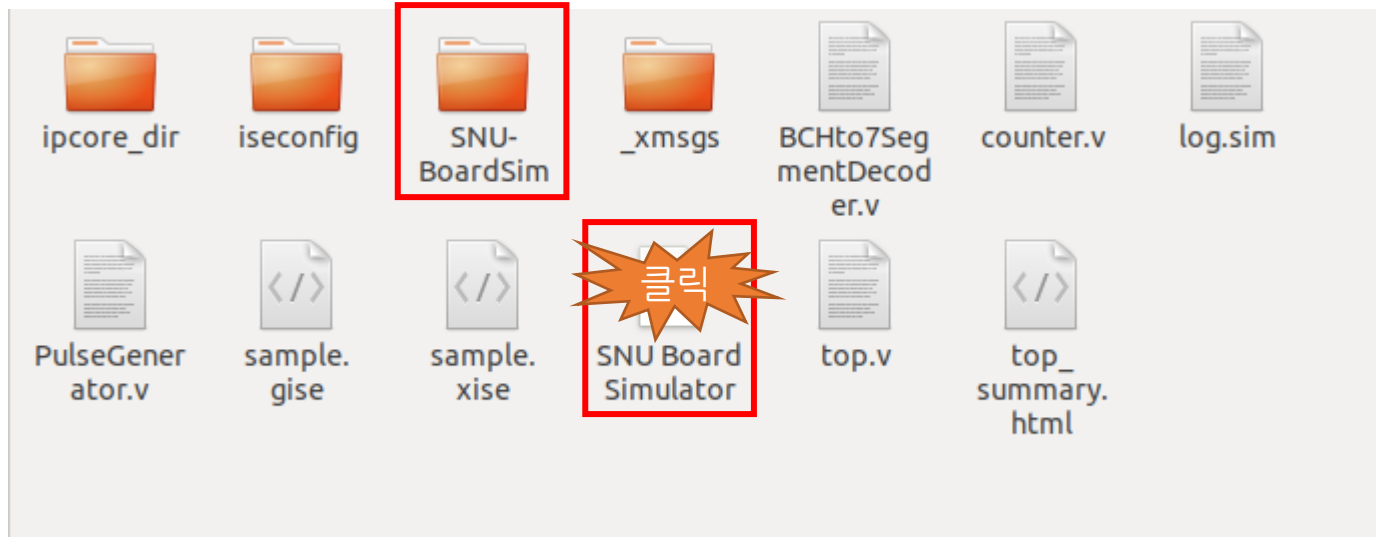 ipcore_dir
iseconfig
SNU-
BoardSim
_xmsgs
BCHto7Seg
mentDecod
er.v
counter.v
log.sim
PulseGener
ator.v
sample.
gise
sample.
xise
클릭
SNU Board
Simulator
top.v
top_
summary.
html